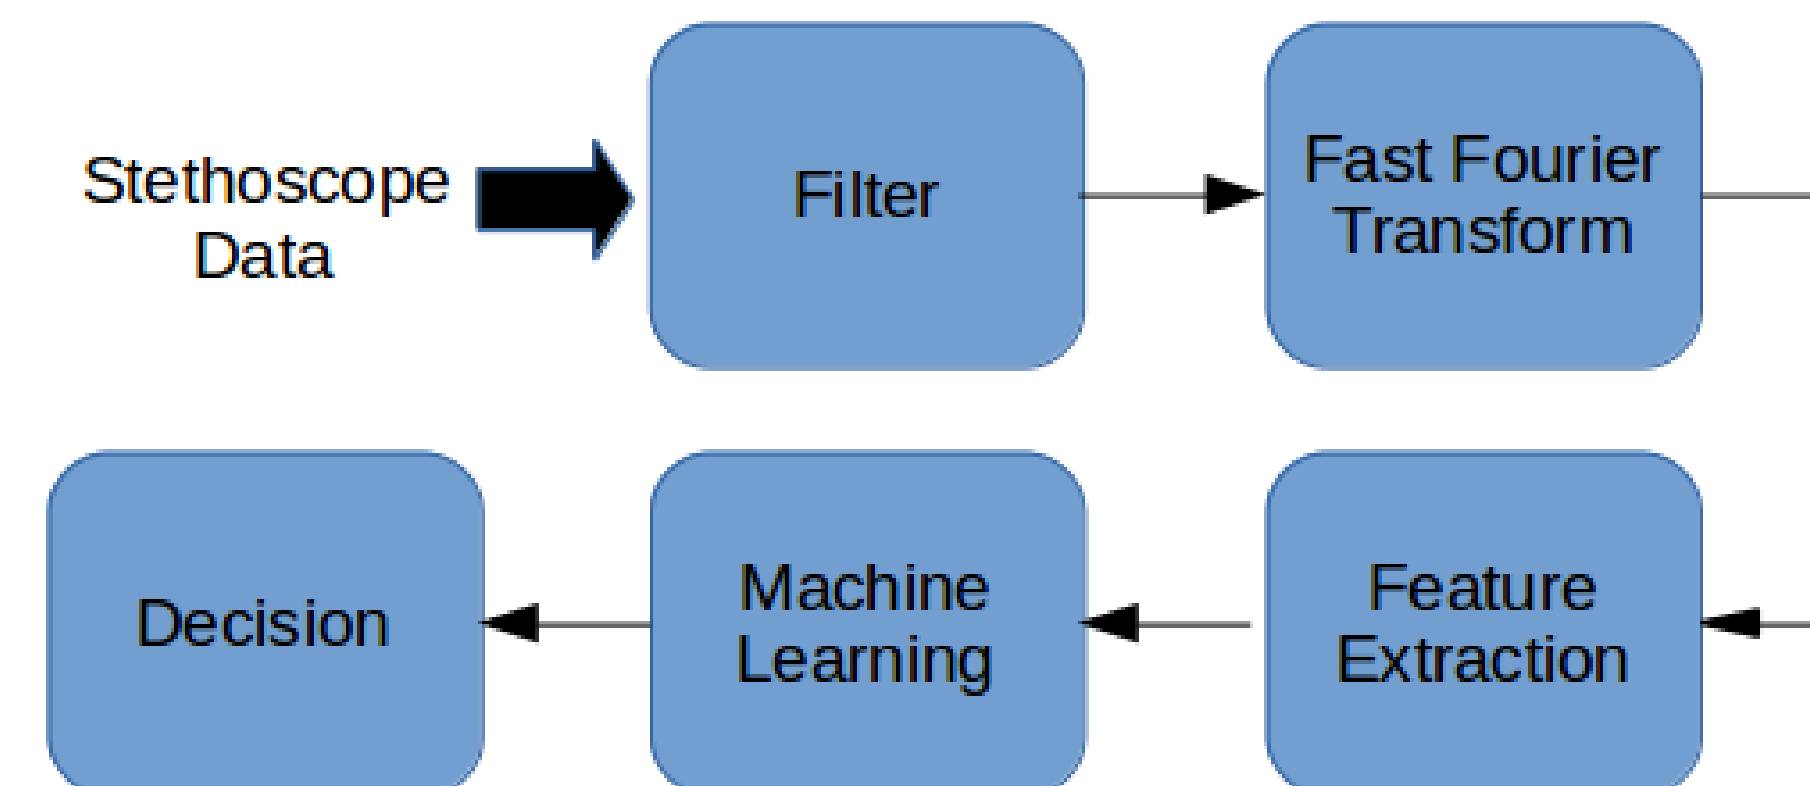 Stethoscope
Data
Filter
Fast Fourier
Transform
Decision
Machine
Learning
Feature
Extraction